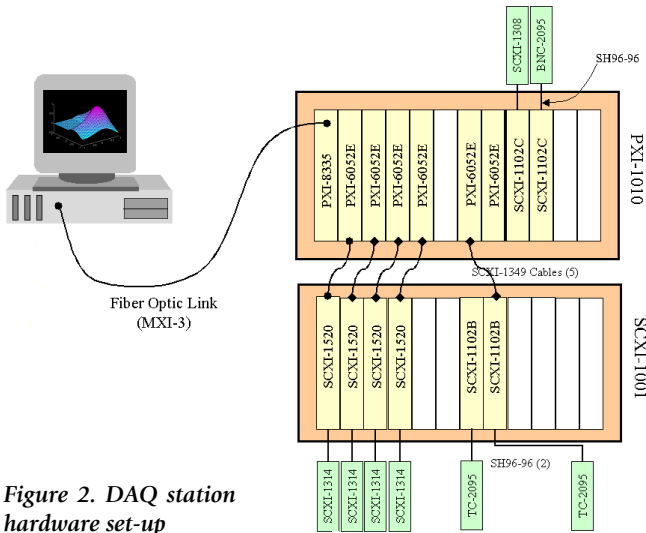 SCXI-1308
BNC-2095
SH96-96
PXI-1010
PXI-8335
PXI-6052E
PXI-6052E
PXI-6052E
PXI-6052E
PXI-6052E
PXI-6052E
SCXI-1102C
SCXI-1102C
SCXI-1349 Cables (5)
Fiber Optic Link
(MXI-3)
SCXI-1001
SCXI-1520
SCXI-1520
SCXI-1520
SCXI-1520
SCXI-1102B
SCXI-1102B
SH96-96 (2)
SCXI-1314
SCXI-1314
SCXI-1314
SCXI-1314
TC-2095
TC-2095
Figure 2. DAQ station
hardware set-up